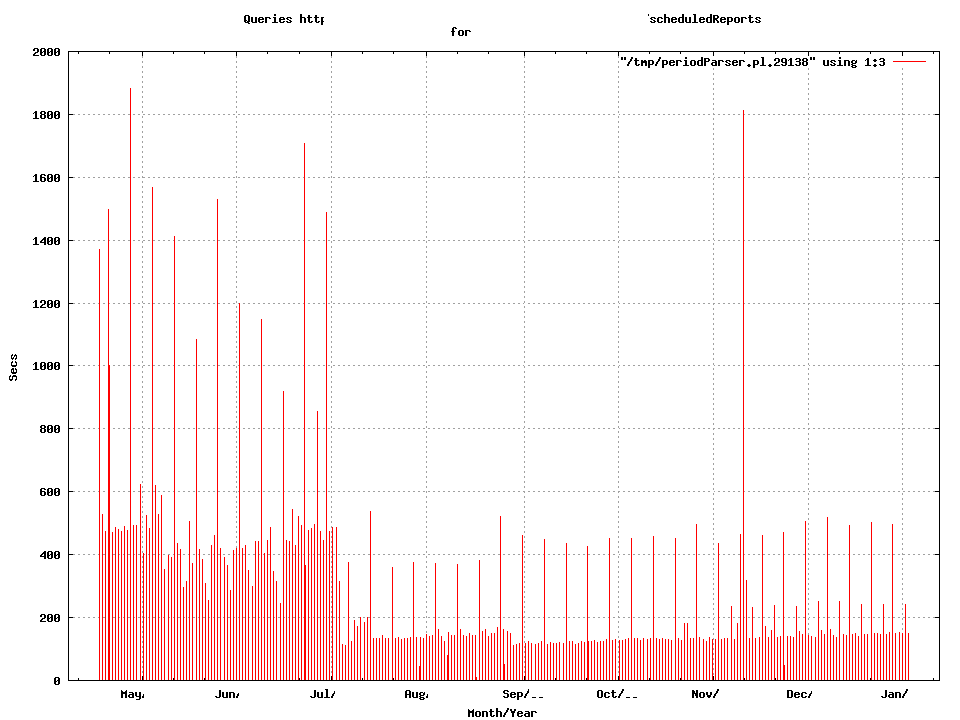 Queries http scheduledReports
for
"/tmp/periodParser.pl.29138" using 1:3
2000
1800
1600
1400
1200
1000
800
600
400
200
0
Secs
May/ Jun/ Jul/ Aug/ Sep/ Oct/ Nov/ Dec/ Jan/
Month/Year